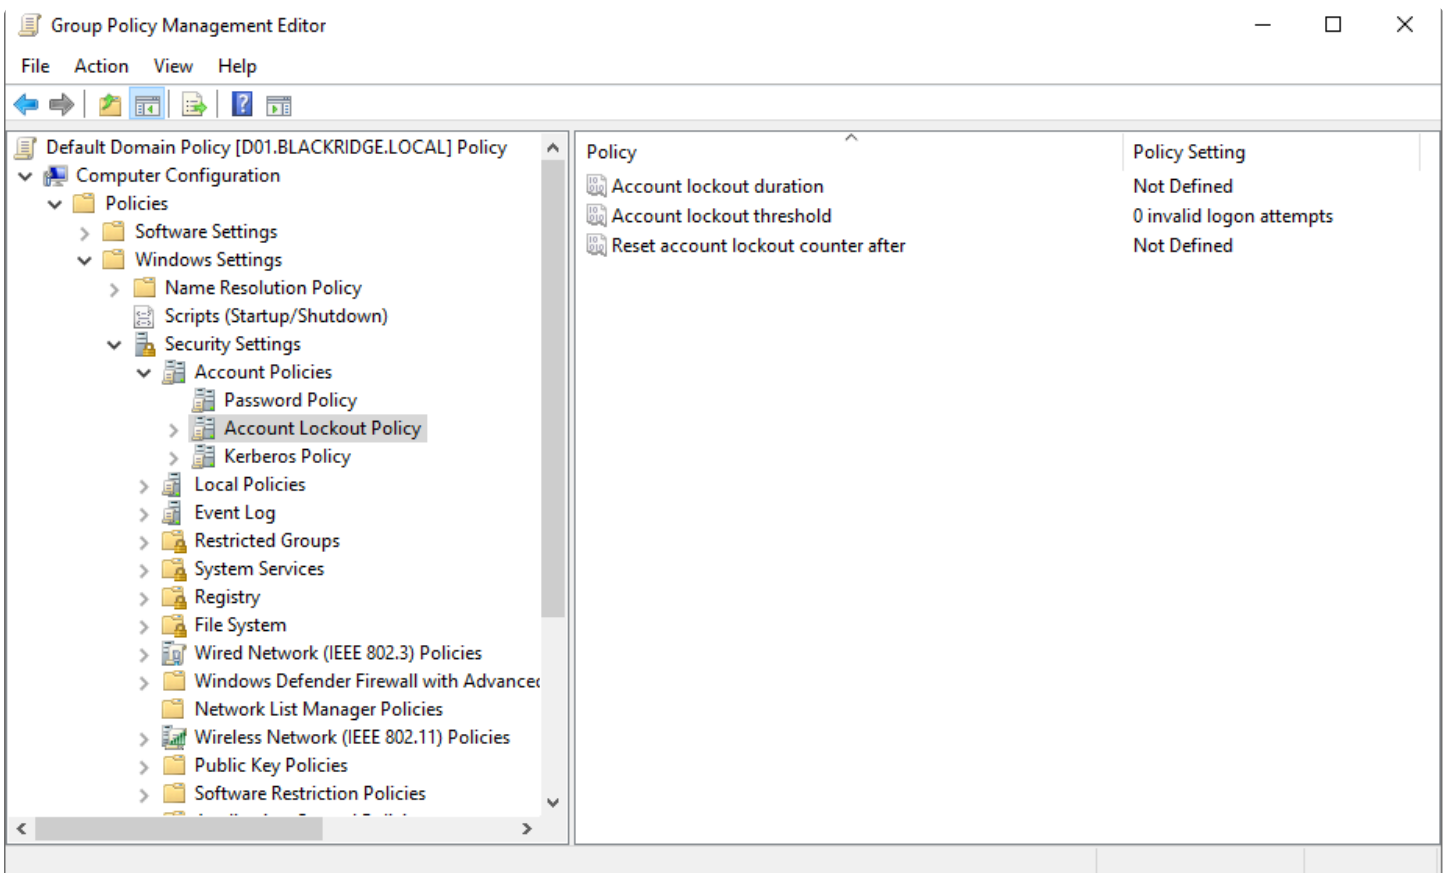 Group Policy Management Editor
File Action View Help
Default Domain Policy [D01.BLACKRIDGE.LOCAL] Policy
Computer Configuration
Policies
Software Settings
Windows Settings
Name Resolution Policy
Scripts (Startup/Shutdown)
Security Settings
Account Policies
Password Policy
Account Lockout Policy
Kerberos Policy
Local Policies
Event Log
Restricted Groups
System Services
Registry
File System
Wired Network (IEEE 802.3) Policies
Windows Defender Firewall with Advanced
Network List Manager Policies
Wireless Network (IEEE 802.11) Policies
Public Key Policies
Software Restriction Policies
Policy Policy Setting
Account lockout duration Not Defined
Account lockout threshold 0 invalid logon attempts
Reset account lockout counter after Not Defined